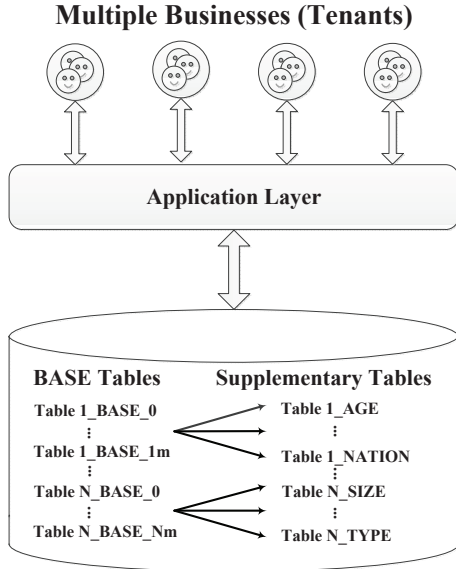 Multiple Businesses (Tenants)
Application Layer
BASE Tables
Table 1_BASE_0
⋮
Table 1_BASE_1m
⋮
Table N_BASE_0
⋮
Table N_BASE_Nm
Supplementary Tables
Table 1_AGE
⋮
Table 1_NATION
⋮
Table N_SIZE
⋮
Table N_TYPE